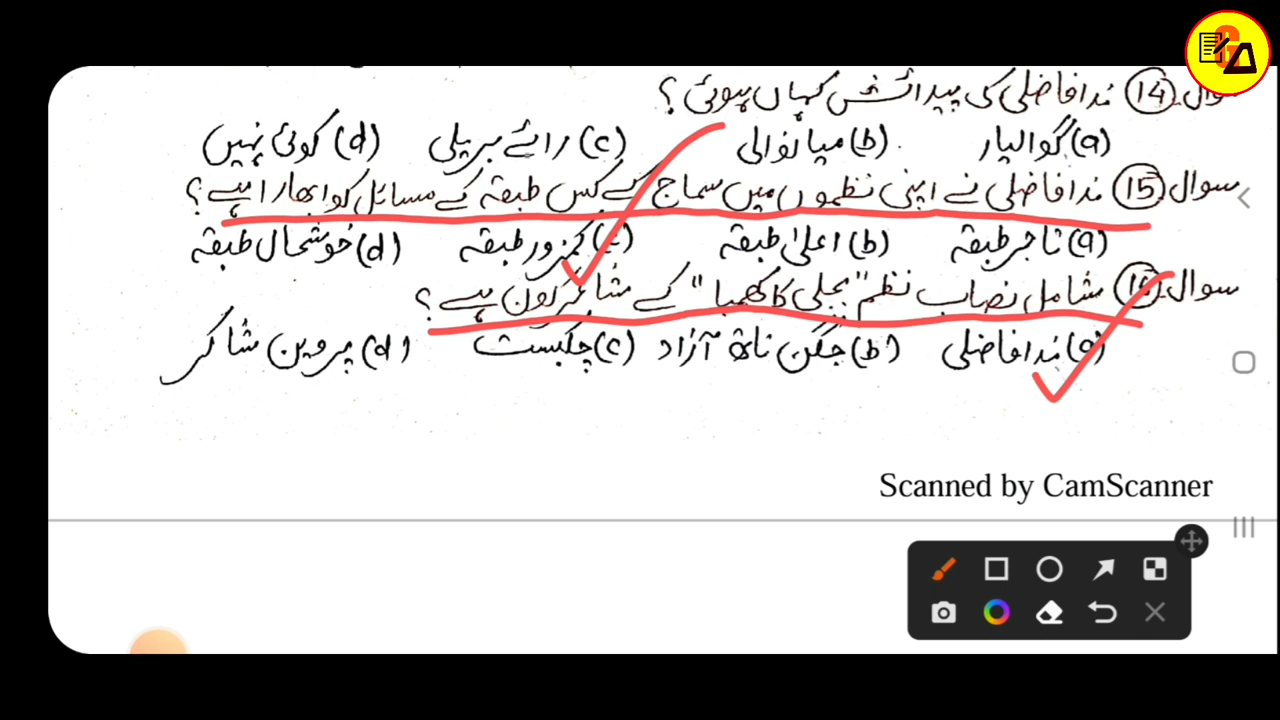 سوال (14) ندا فاضلی کی پیدائش کہاں ہوئی؟
(a) گوالیار (b) میانوالی (c) رائے بریلی (d) کوئی نہیں
سوال (15) ندا فاضلی نے اپنی نظموں میں سماج کے کس طبقہ کے مسائل کو ابھارا ہے؟
(a) تاجر طبقہ (b) اعلیٰ طبقہ (c) کمزور طبقہ (d) خوشحال طبقہ
سوال (16) شامل نصاب نظم "بجلی کا کھمبا" کے شاعر کون ہے؟
(a) ندا فاضلی (b) جگن ناتھ آزاد (c) چکبست (d) پروین شاکر
Scanned by CamScanner